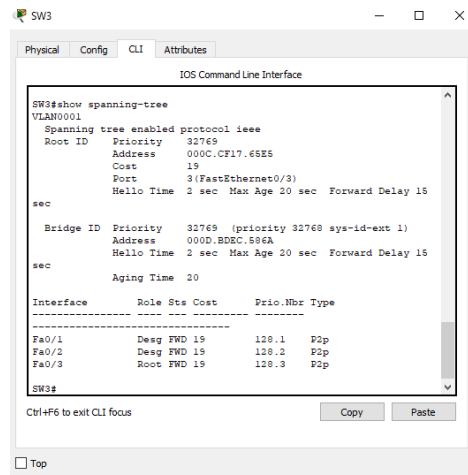 SW3
Physical Config CLI Attributes
IOS Command Line Interface
SW3#show spanning-tree
VLAN0001
  Spanning tree enabled protocol ieee
  Root ID    Priority    32769
             Address     000C.CF17.65E5
             Cost        19
             Port        3(FastEthernet0/3)
             Hello Time  2 sec  Max Age 20 sec  Forward Delay 15
sec
  Bridge ID  Priority    32769  (priority 32768 sys-id-ext 1)
             Address     000D.BDEC.586A
             Hello Time  2 sec  Max Age 20 sec  Forward Delay 15
sec
             Aging Time  20
Interface        Role Sts Cost      Prio.Nbr Type
---------------- ---- --- --------- --------
--------------------------------
Fa0/1            Desg FWD 19        128.1    P2p
Fa0/2            Desg FWD 19        128.2    P2p
Fa0/3            Root FWD 19        128.3    P2p
SW3#
Ctrl+F6 to exit CLI focus Copy Paste
Top